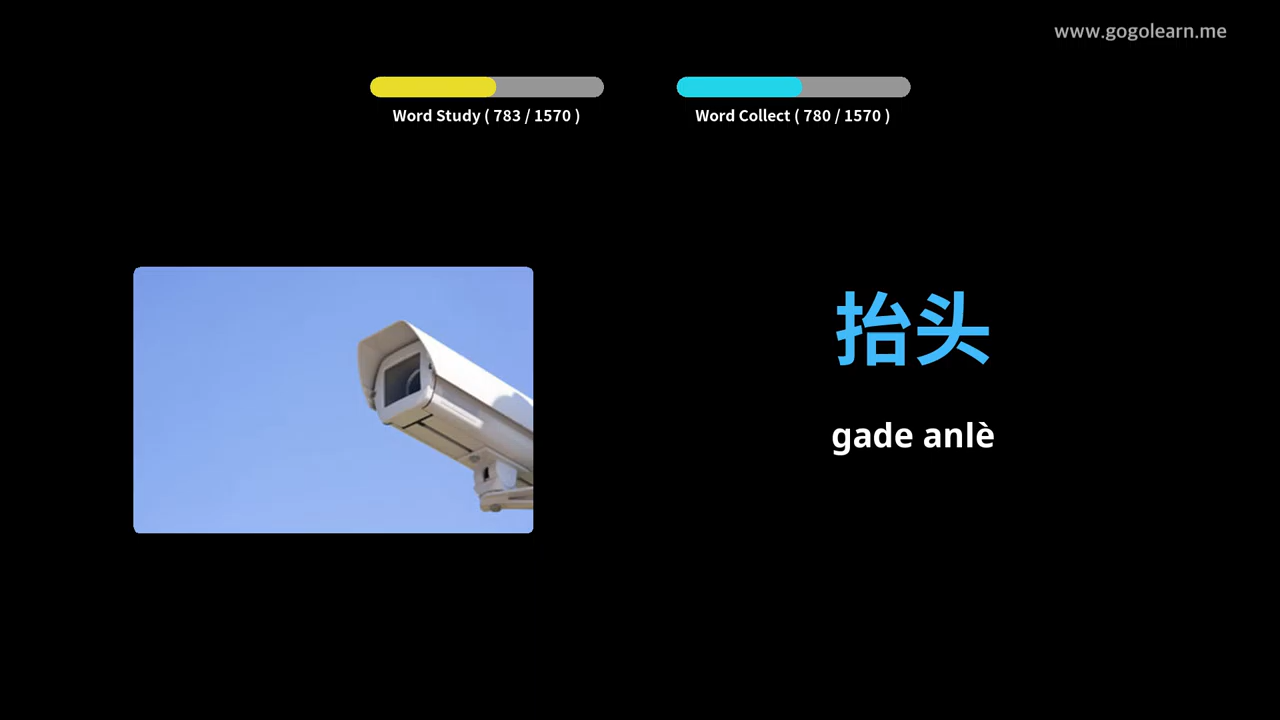 www.gogolearn.me
Word Study ( 783 / 1570 )
Word Collect ( 780 / 1570 )
抬头
gade anlè